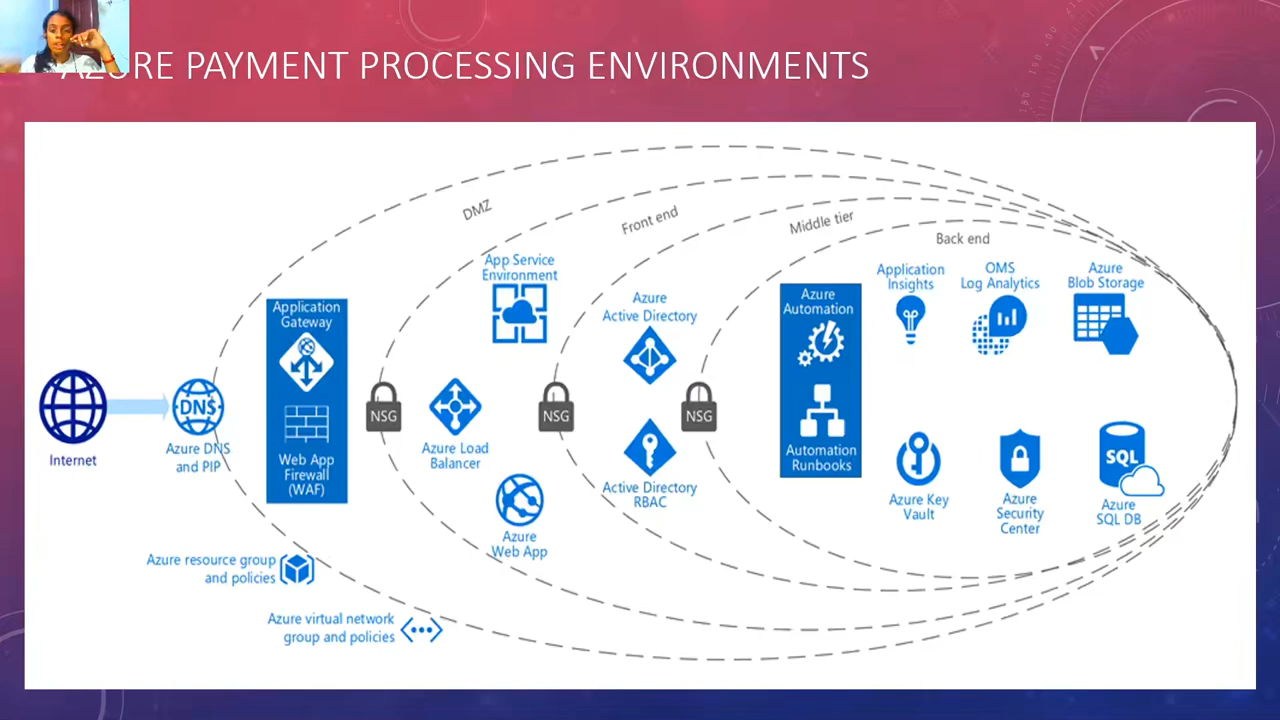 AZURE PAYMENT PROCESSING ENVIRONMENTS
DMZ
Front end
Middle tier
Back end
Internet
DNS
Azure DNS
and PIP
Application
Gateway
Web App
Firewall
(WAF)
NSG
App Service
Environment
Azure Load
Balancer
Azure
Web App
NSG
Azure
Active Directory
Active Directory
RBAC
NSG
Azure
Automation
Automation
Runbooks
Application
Insights
OMS
Log Analytics
Azure
Blob Storage
Azure Key
Vault
Azure
Security
Center
SQL
Azure
SQL DB
Azure resource group
and policies
Azure virtual network
group and policies